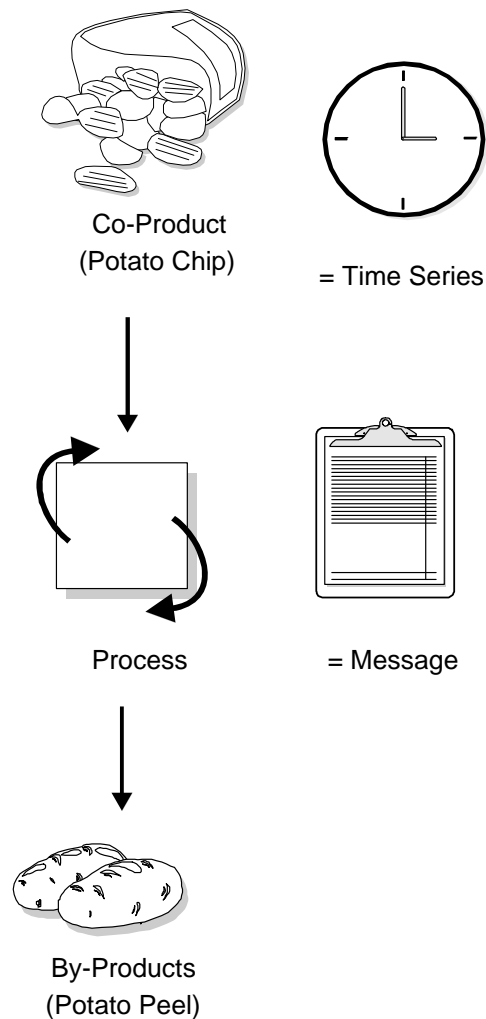 Co-Product
(Potato Chip)
= Time Series
Process
= Message
By-Products
(Potato Peel)